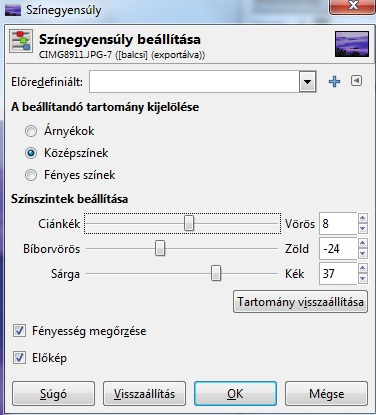 Színegyensúly
Színegyensúly beállítása
CIMG8911.JPG-7 ([balcsi] (exportálva))
Előredefiniált:
A beállítandó tartomány kijelölése
Árnyékok
Középszínek
Fényes színek
Színszintek beállítása
Ciánkék Vörös 8
Bíborvörös Zöld -24
Sárga Kék 37
Tartomány visszaállítása
Fényesség megőrzése
Előkép
Súgó Visszaállítás OK Mégse